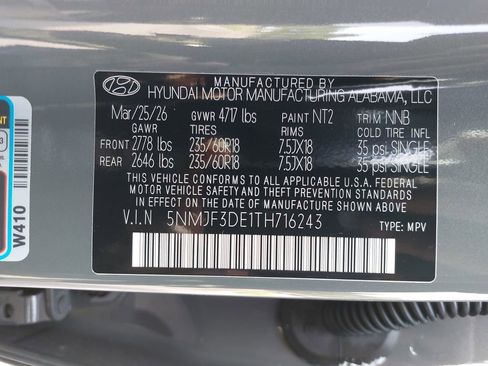 MANUFACTURED BY
HYUNDAI MOTOR MANUFACTURING ALABAMA, LLC
Mar/25/26 GVWR 4717 lbs PAINT NT2 TRIM NNB
GAWR TIRES RIMS COLD TIRE INFL
FRONT 2778 lbs 235/60R18 7.5JX18 35 psi SINGLE
REAR 2646 lbs 235/60R18 7.5JX18 35 psi SINGLE
THIS VEHICLE CONFORMS TO ALL APPLICABLE U.S.A. FEDERAL
MOTOR VEHICLE SAFETY AND THEFT PREVENTION STANDARDS
IN EFFECT ON THE DATE OF MANUFACTURE SHOWN ABOVE.
V.I.N 5NMJF3DE1TH716243
TYPE: MPV
W410